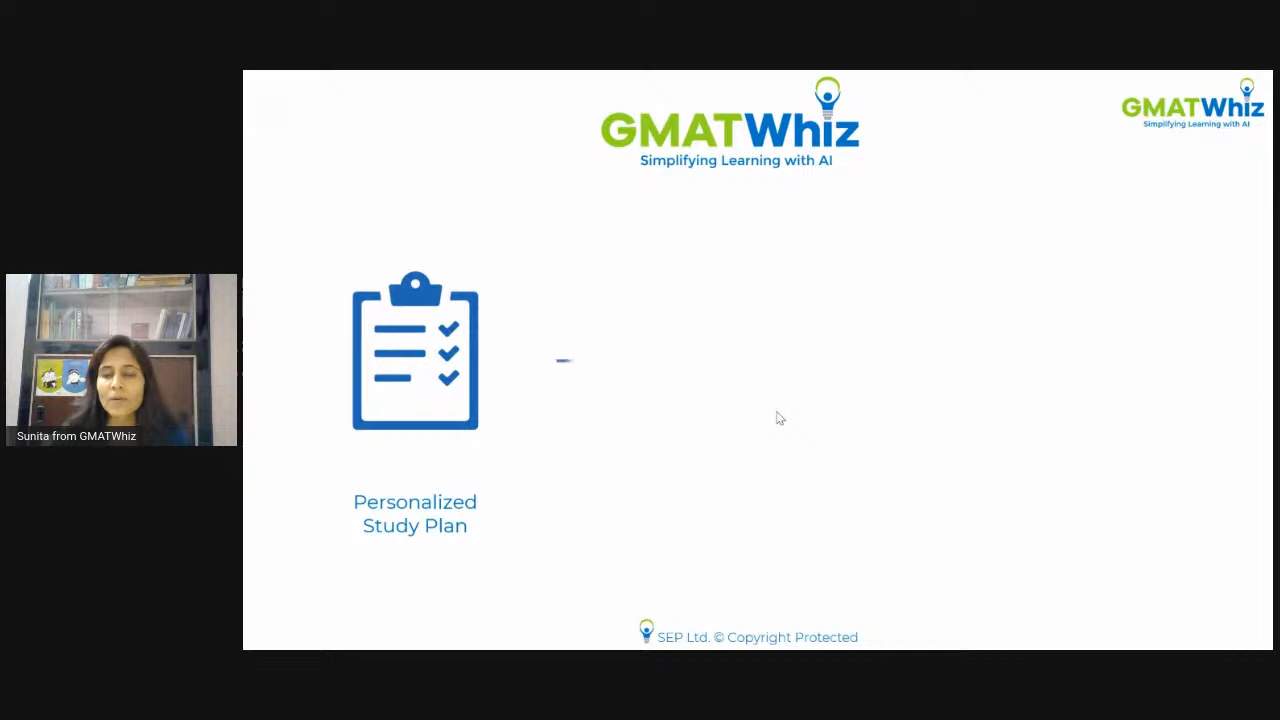 GMATWhiz
Simplifying Learning with AI
GMATWhiz
Simplifying Learning with AI
Sunita from GMATWhiz
Personalized
Study Plan
SEP Ltd. © Copyright Protected